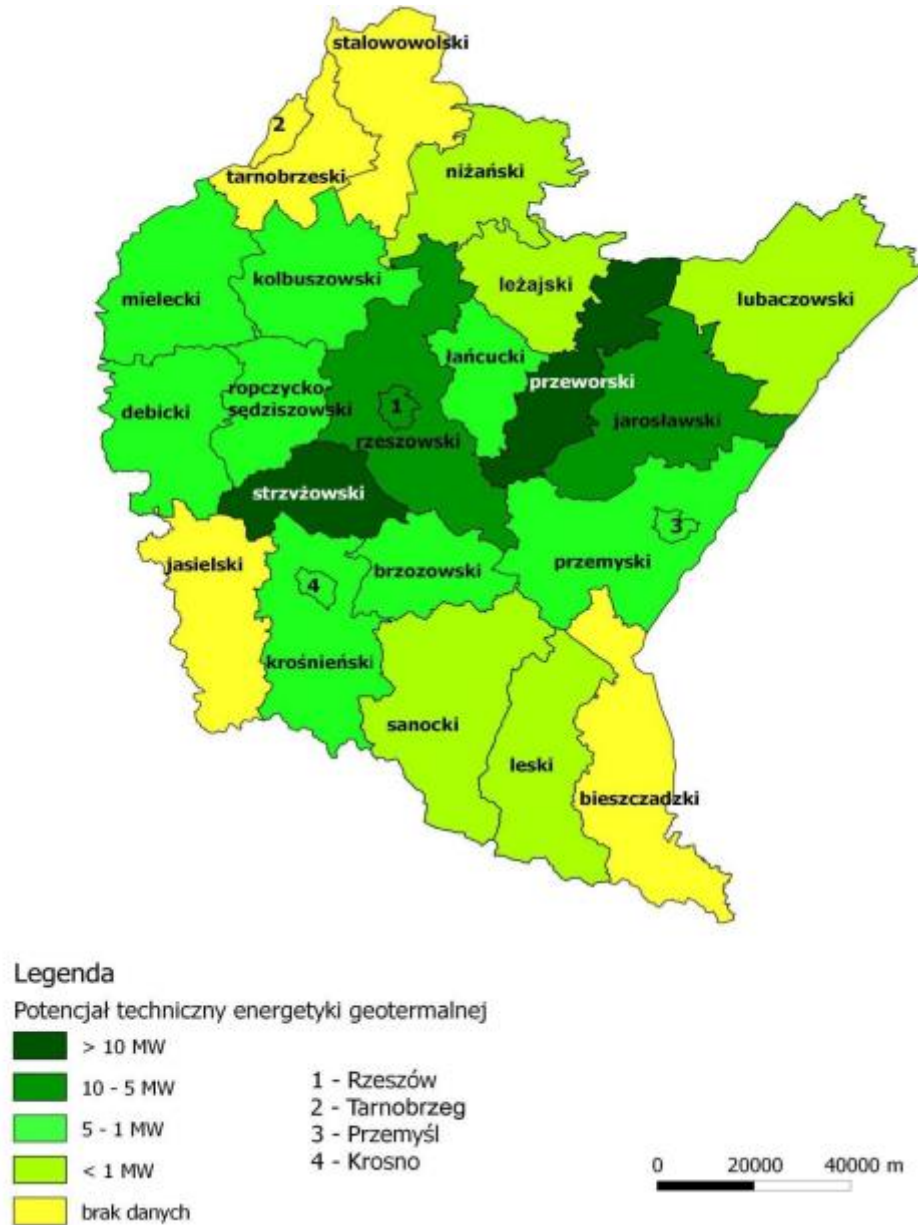 stalowowolski
2
tarnobrzeski
niżański
kolbuszowski
leżajski
mielecki
lubaczowski
łańcucki
ropczycko-
sędziszowski
przeworski
debicki
1
jarosławski
rzeszowski
strzyżowski
3
jasielski
brzozowski
przemyski
4
krośnieński
sanocki
leski
bieszczadzki
Legenda
Potencjał techniczny energetyki geotermalnej
> 10 MW
10 - 5 MW
5 - 1 MW
< 1 MW
brak danych
1 - Rzeszów
2 - Tarnobrzeg
3 - Przemyśl
4 - Krosno
0 20000 40000 m